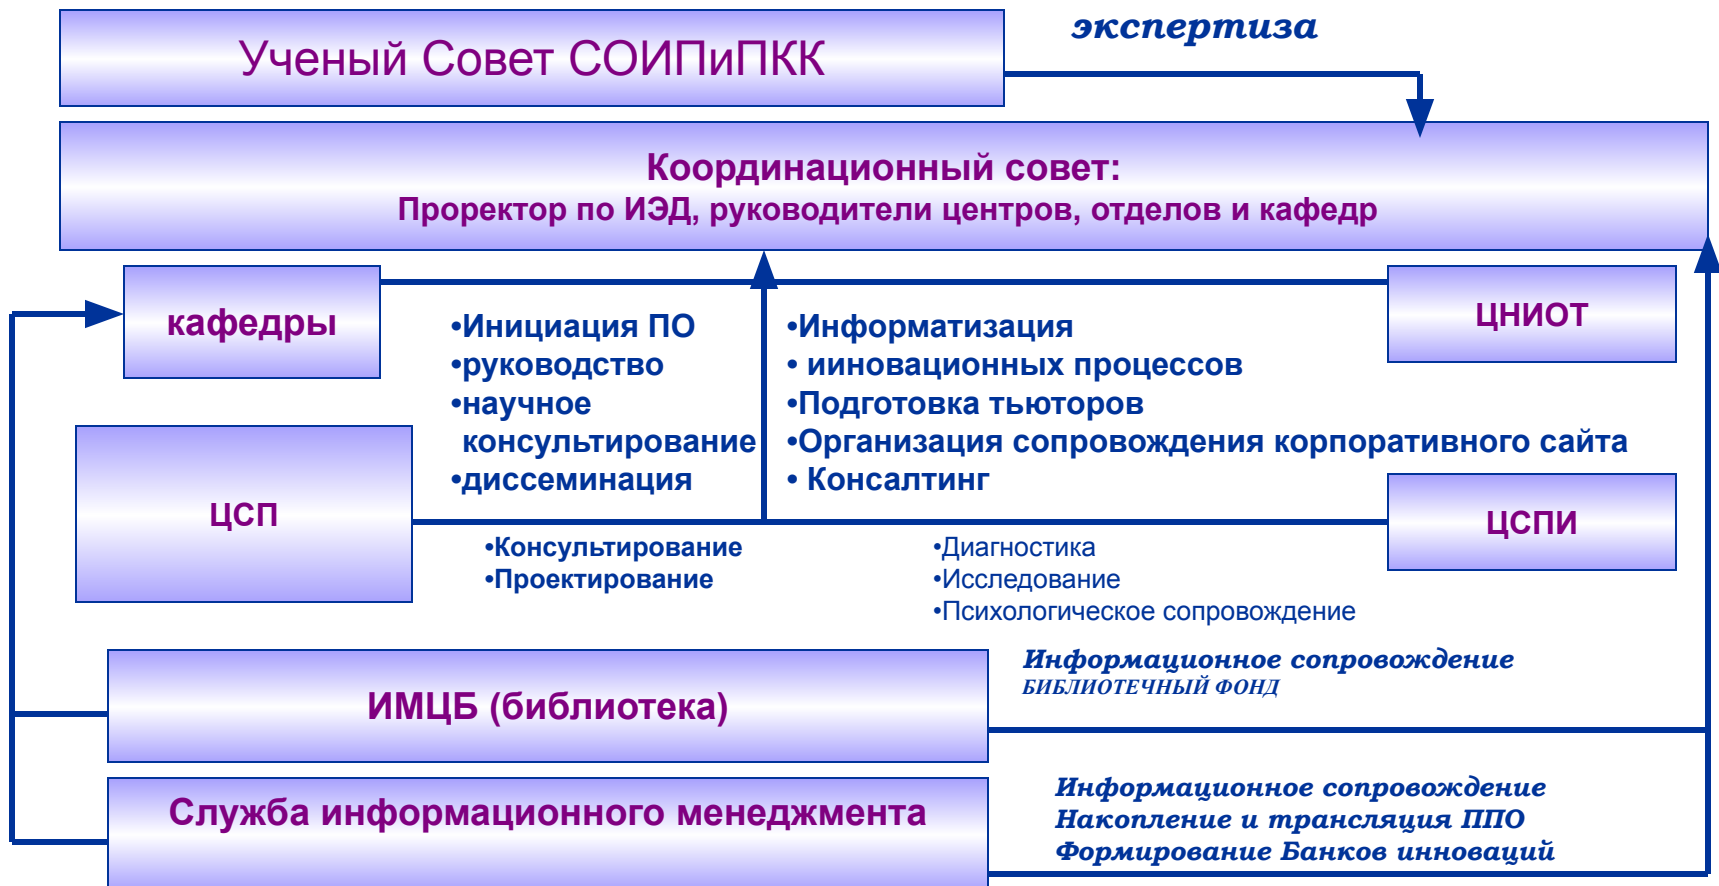 экспертиза
Ученый Совет СОИПиПКК
Координационный совет:
Проректор по ИЭД, руководители центров, отделов и кафедр
кафедры
•Инициация ПО
•руководство
•научное
консультирование
•диссеминация
•Информатизация
• ииновационных процессов
•Подготовка тьюторов
•Организация сопровождения корпоративного сайта
• Консалтинг
ЦНИОТ
ЦСП
ЦСПИ
•Консультирование
•Проектирование
•Диагностика
•Исследование
•Психологическое сопровождение
ИМЦБ (библиотека)
Информационное сопровождение
БИБЛИОТЕЧНЫЙ ФОНД
Служба информационного менеджмента
Информационное сопровождение
Накопление и трансляция ППО
Формирование Банков инноваций